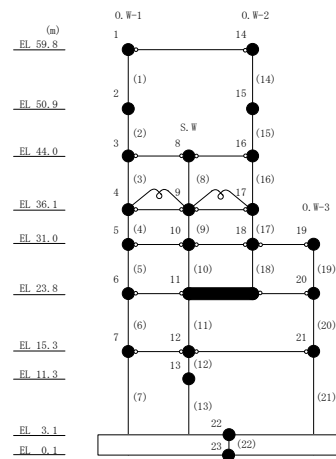 O.W-1 O.W-2
(m) 1 14
EL 59.8
(1) (14)
EL 50.9 2 15
(2) S.W (15)
EL 44.0 3 8 16
(3) (8) (16)
EL 36.1 4 9 17 O.W-3
EL 31.0 5 (4) 10 (9) 18 (17) 19
(5) (10) (18) (19)
EL 23.8 6 11 20
(6) (11) (20)
EL 15.3 7 12 21
(12)
EL 11.3 13
(7) (13) (21)
EL 3.1 22
EL 0.1 23 (22)